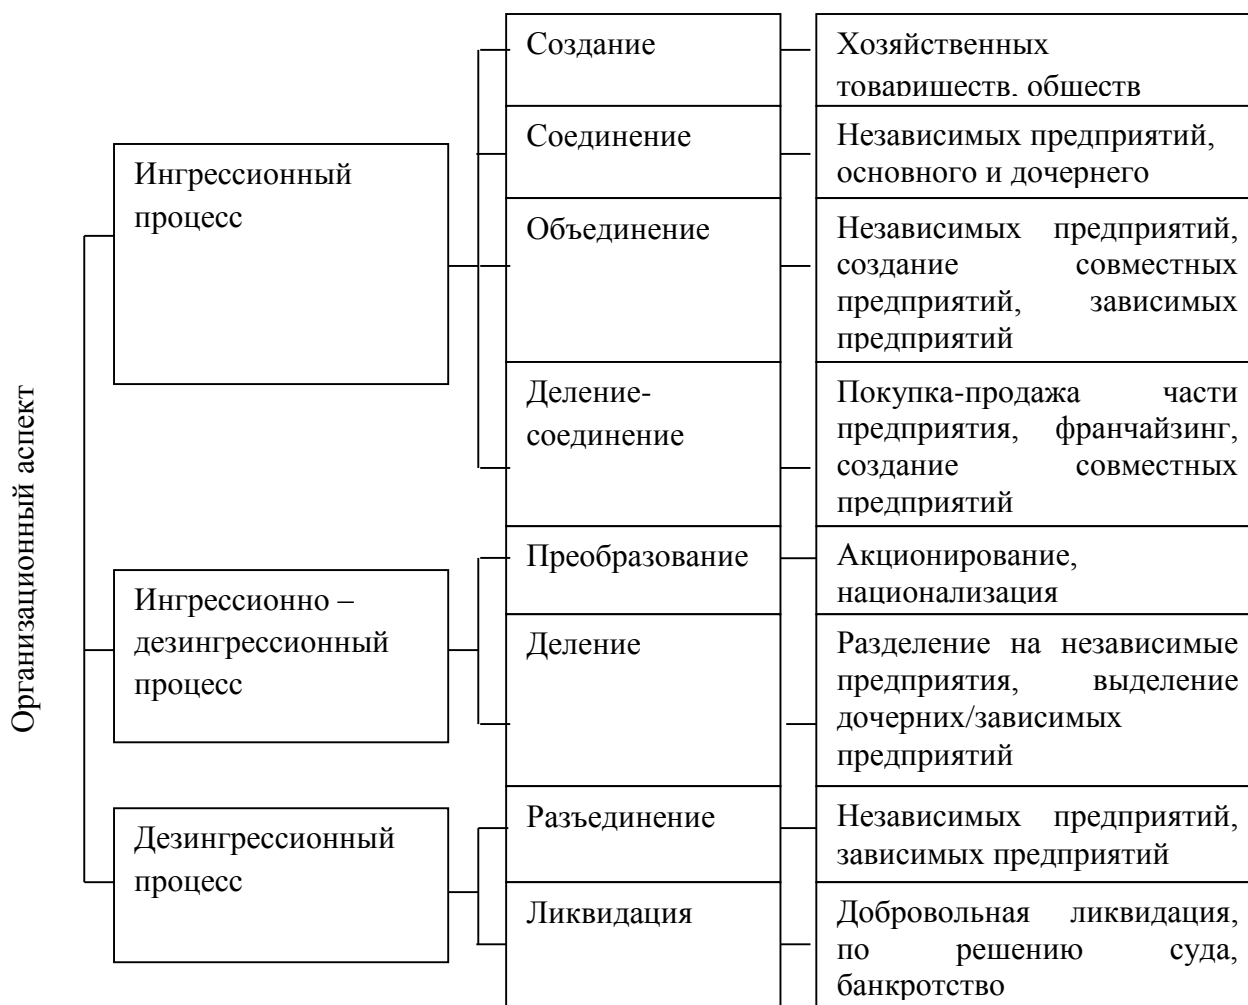 Организационный аспект
Ингрессионный
процесс
Создание
Хозяйственных
товариществ, обществ
Соединение
Независимых предприятий,
основного и дочернего
Объединение
Независимых предприятий,
создание совместных
предприятий, зависимых
предприятий
Деление-
соединение
Покупка-продажа части
предприятия, франчайзинг,
создание совместных
предприятий
Ингрессионно –
дезингрессионный
процесс
Преобразование
Акционирование,
национализация
Деление
Разделение на независимые
предприятия, выделение
дочерних/зависимых
предприятий
Дезингрессионный
процесс
Разъединение
Независимых предприятий,
зависимых предприятий
Ликвидация
Добровольная ликвидация,
по решению суда,
банкротство